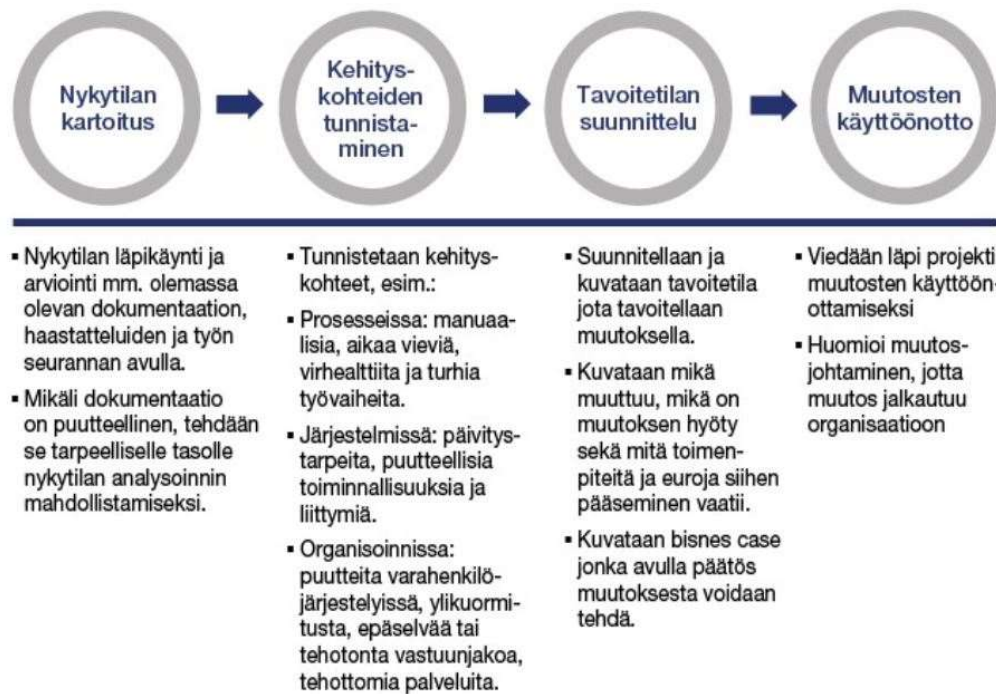 Nykytilan
kartoitus
Kehitys-
kohteiden
tunnista-
minen
Tavoitetilan
suunnittelu
Muutosten
käyttöönotto
▪ Nykytilan läpikäynti ja
arviointi mm. olemassa
olevan dokumentaation,
haastatteluiden ja työn
seurannan avulla.
▪ Mikäli dokumentaatio
on puutteellinen, tehdään
se tarpeelliselle tasolle
nykytilan analysoinnin
mahdollistamiseksi.
▪ Tunnistetaan kehitys-
kohteet, esim.:
▪ Prosesseissa: manuaa-
lisia, aikaa vieviä,
virhealttiita ja turhia
työvaiheita.
▪ Järjestelmissä: päivitys-
tarpeita, puutteellisia
toiminnallisuuksia ja
liittymiä.
▪ Organisoinnissa:
puutteita varahenkilö-
järjestelyissä, ylikuormi-
tusta, epäselvää tai
tehotonta vastuunjakoa,
tehottomia palveluita.
▪ Suunnitellaan ja
kuvataan tavoitetila
jota tavoitellaan
muutoksella.
▪ Kuvataan mikä
muuttuu, mikä on
muutoksen hyöty
sekä mitä toimen-
piteitä ja euroja siihen
pääseminen vaatii.
▪ Kuvataan bisnes case
jonka avulla päätös
muutoksesta voidaan
tehdä.
▪ Viedään läpi projekti
muutosten käyttöön-
ottamiseksi
▪ Huomioi muutos-
johtaminen, jotta
muutos jalkautuu
organisaatioon